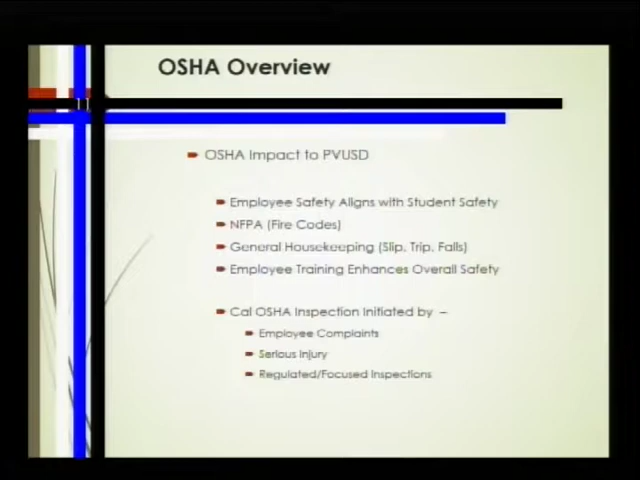 OSHA Overview
OSHA Impact to PVUSD
Employee Safety Aligns with Student Safety
NFPA (Fire Codes)
General Housekeeping (Slip, Trip, Falls)
Employee Training Enhances Overall Safety
Cal OSHA Inspection Initiated by –
Employee Complaints
Serious Injury
Regulated/Focused Inspections